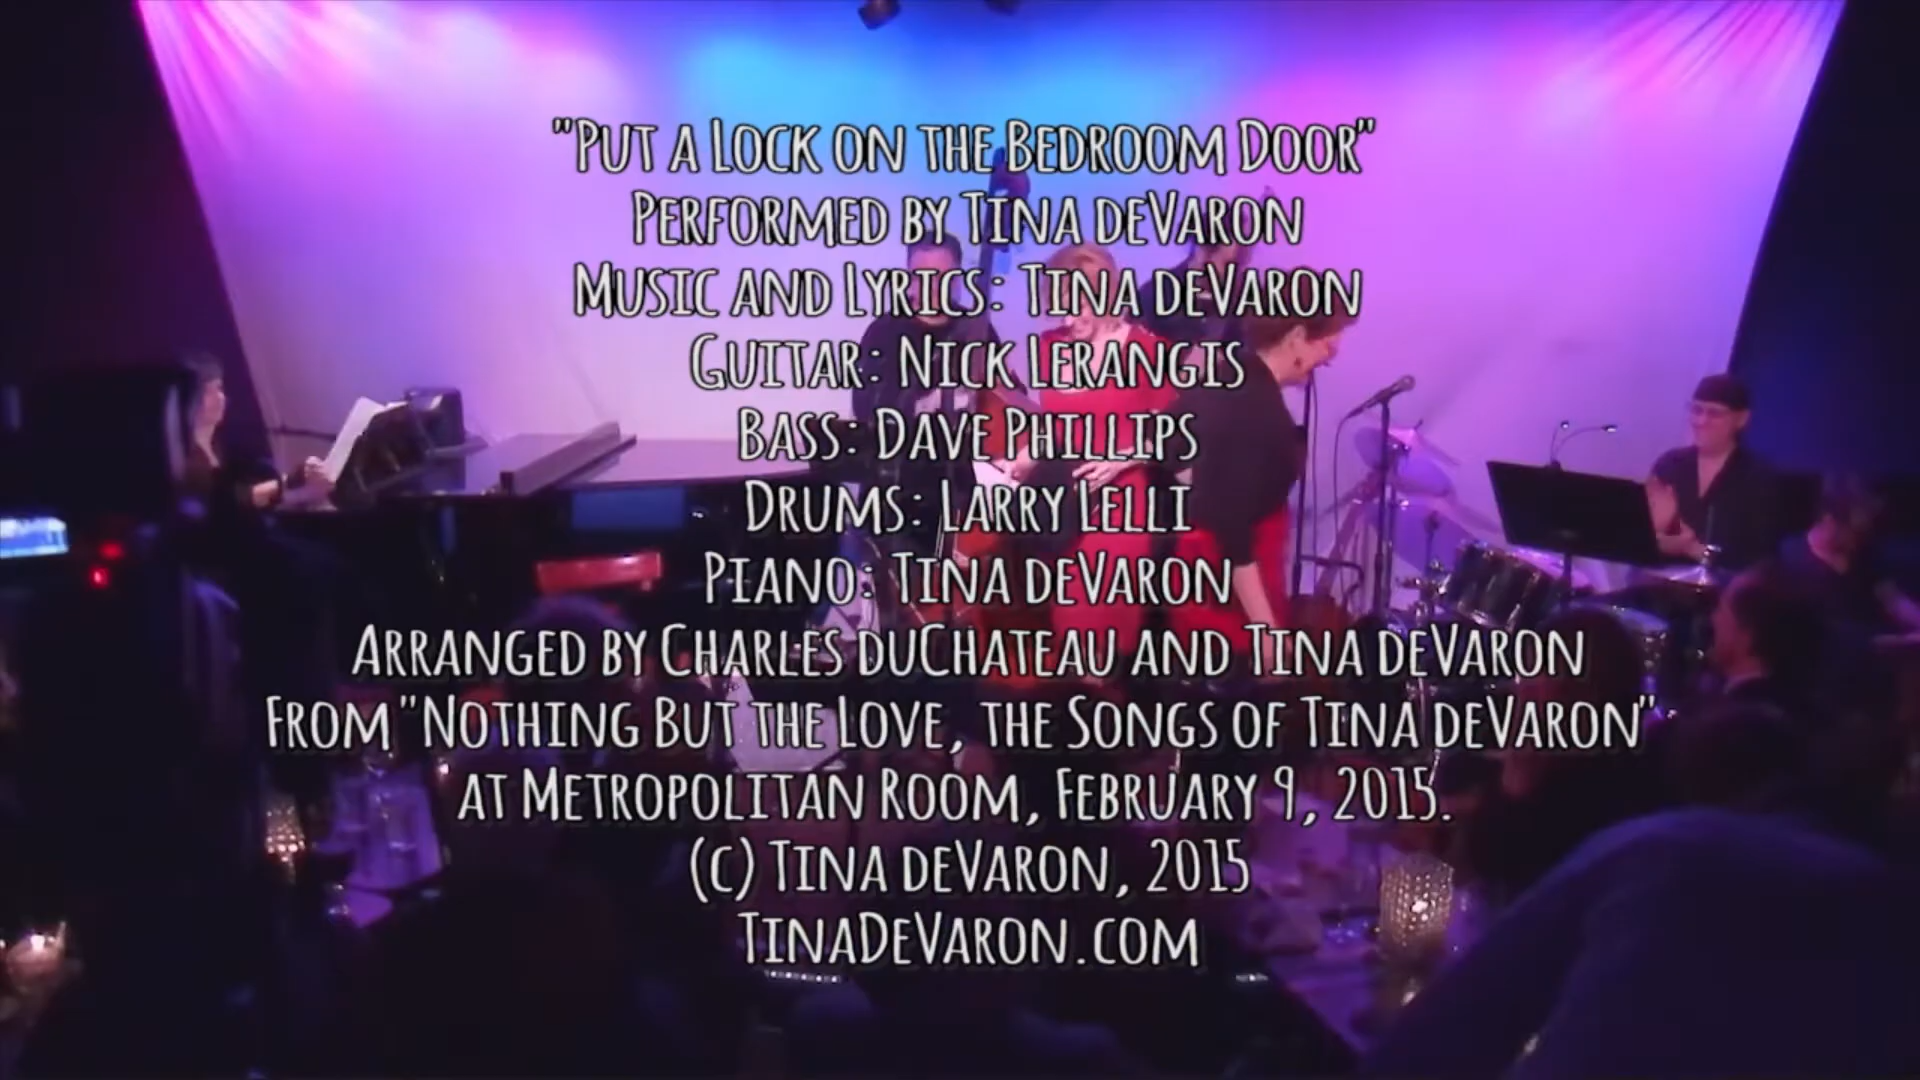 "Put a Lock on the Bedroom Door"
Performed by Tina deVaron
Music and Lyrics: Tina deVaron
Guitar: Nick Lerangis
Bass: Dave Phillips
Drums: Larry Lelli
Piano: Tina deVaron
Arranged by Charles duChateau and Tina deVaron
From "Nothing But the Love, the Songs of Tina deVaron"
at Metropolitan Room, February 9, 2015.
(c) Tina deVaron, 2015
TinaDeVaron.com